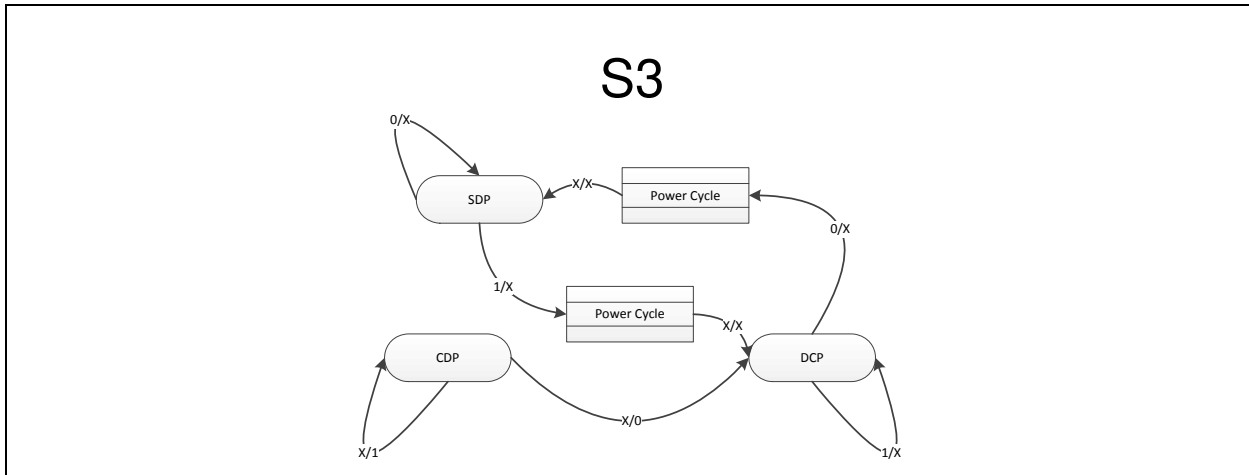 S3
0/X
X/X
Power Cycle
SDP
0/X
1/X
Power Cycle
X/X
CDP
DCP
X/0
X/1
1/X